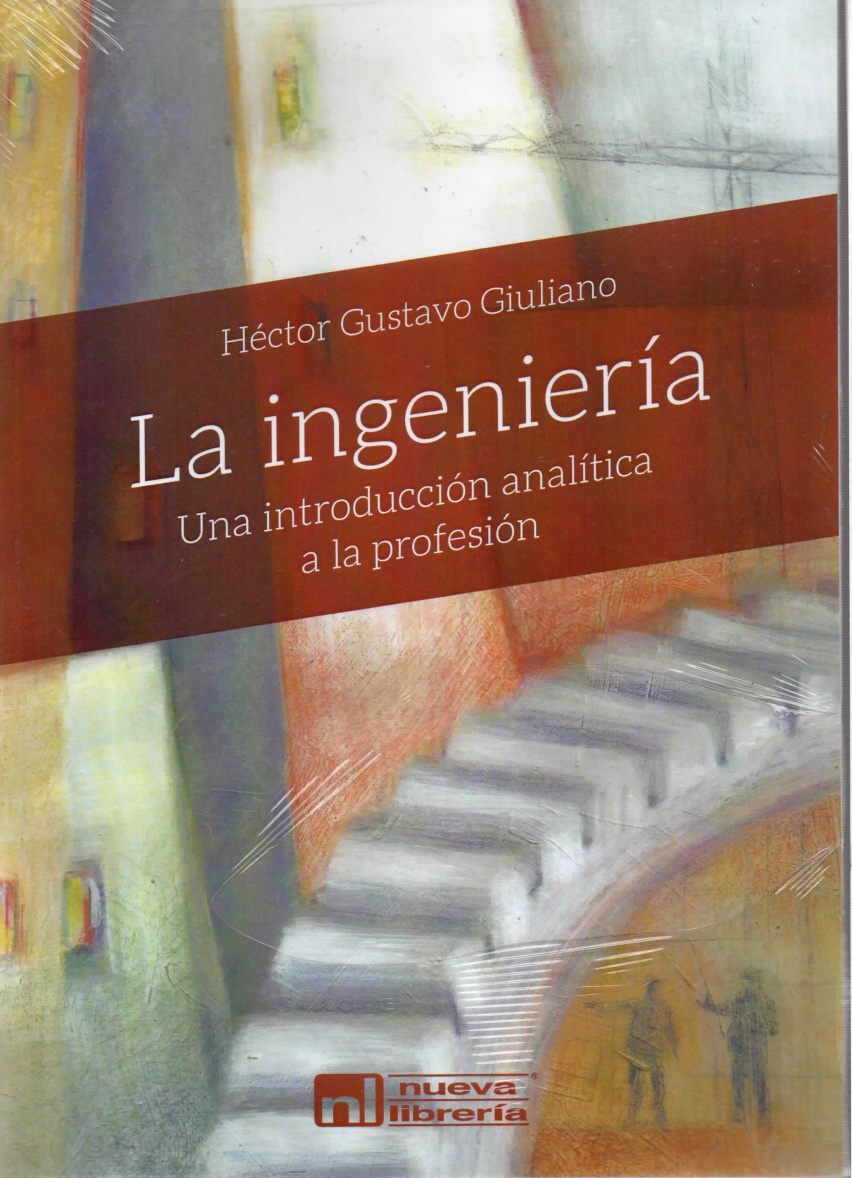 Héctor Gustavo Giuliano
La ingeniería
Una introducción analítica
a la profesión
nl nueva®
librería